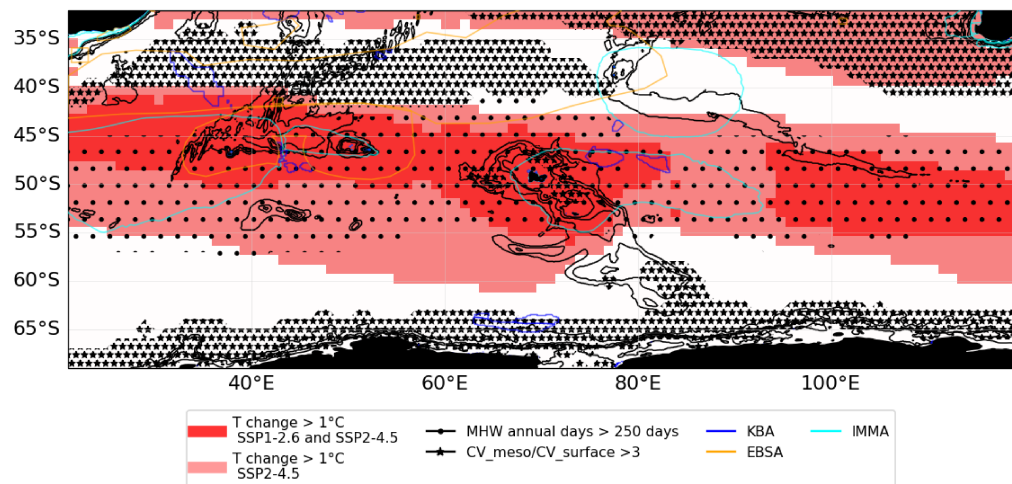 35°S
40°S
45°S
50°S
55°S
60°S
65°S
40°E 60°E 80°E 100°E
T change > 1°C
SSP1-2.6 and SSP2-4.5
T change > 1°C
SSP2-4.5
MHW annual days > 250 days
CV_meso/CV_surface >3
KBA
EBSA
IMMA